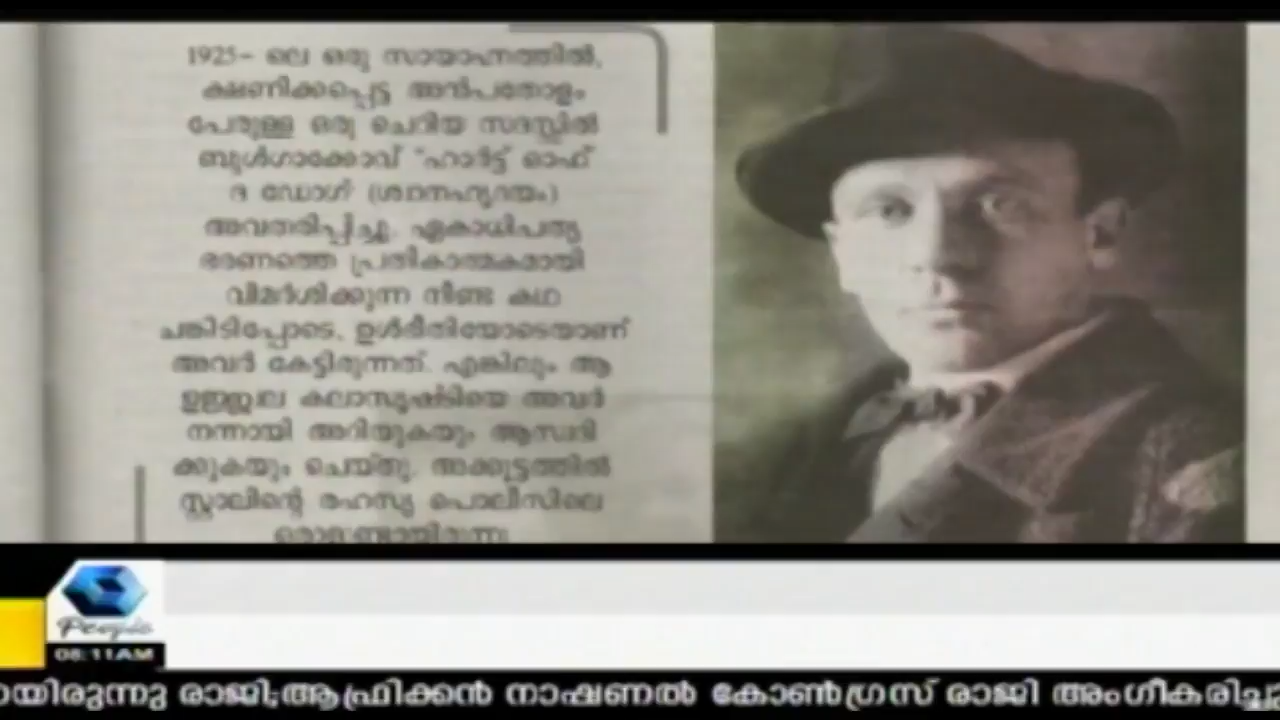 1925– ലെ ഒരു സായാഹ്നത്തിൽ,
ക്ഷണിക്കപ്പെട്ട അൻപതോളം
പേരുള്ള ഒരു ചെറിയ സദസ്സിൽ
ബുൾഗാക്കോവ് "ഹാർട്ട് ഓഫ്
ദ ഡോഗ് (ശ്വാനഹൃദയം)
അവതരിപ്പിച്ചു. ഏകാധിപത്യ
ഭരണത്തെ പ്രതീകാത്മകമായി
വിമർശിക്കുന്ന നീണ്ട കഥ
ചങ്കിടിപ്പോടെ, ഉൾഭീതിയോടെയാണ്
അവർ കേട്ടിരുന്നത്. എങ്കിലും ആ
ഉജ്ജ്വല കലാസൃഷ്ടിയെ അവർ
നന്നായി അറിയുകയും ആസ്വദി
ക്കുകയും ചെയ്തു. അക്കൂട്ടത്തിൽ
സ്റ്റാലിന്റെ രഹസ്യ പൊലീസിലെ
ഒരാളുണ്ടായിരുന്നു
People
08:11AM
ായിരുന്നു രാജി;ആഫ്രിക്കൻ നാഷണൽ കോൺഗ്രസ് രാജി അംഗീകരിച്ചു